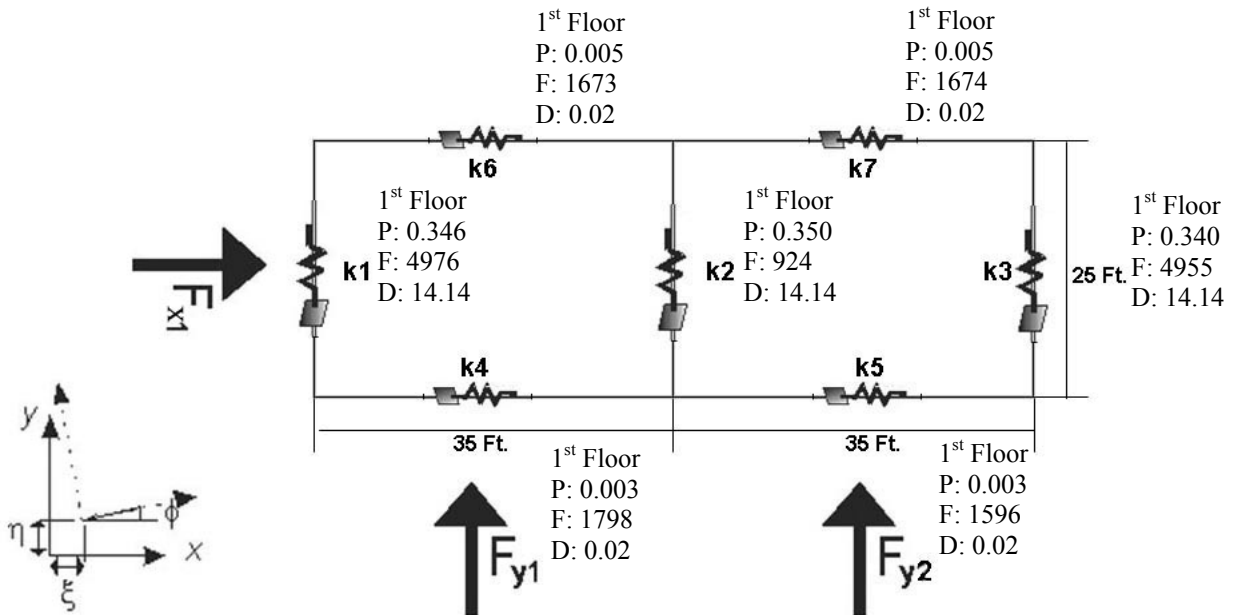 1st Floor
P: 0.005
F: 1673
D: 0.02
1st Floor
P: 0.005
F: 1674
D: 0.02
k6
k7
1st Floor
P: 0.346
F: 4976
D: 14.14
k1
1st Floor
P: 0.350
F: 924
D: 14.14
k2
k3
25 Ft.
1st Floor
P: 0.340
F: 4955
D: 14.14
Fx1
k4
k5
35 Ft.
35 Ft.
1st Floor
P: 0.003
F: 1798
D: 0.02
1st Floor
P: 0.003
F: 1596
D: 0.02
Fy1
Fy2
y
ϕ
η
x
ξ